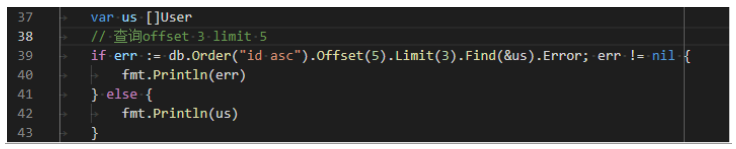 37 var us []User
38 // 查询offset 3 limit 5
39 if err := db.Order("id asc").Offset(5).Limit(3).Find(&us).Error; err != nil {
40 fmt.Println(err)
41 } else {
42 fmt.Println(us)
43 }